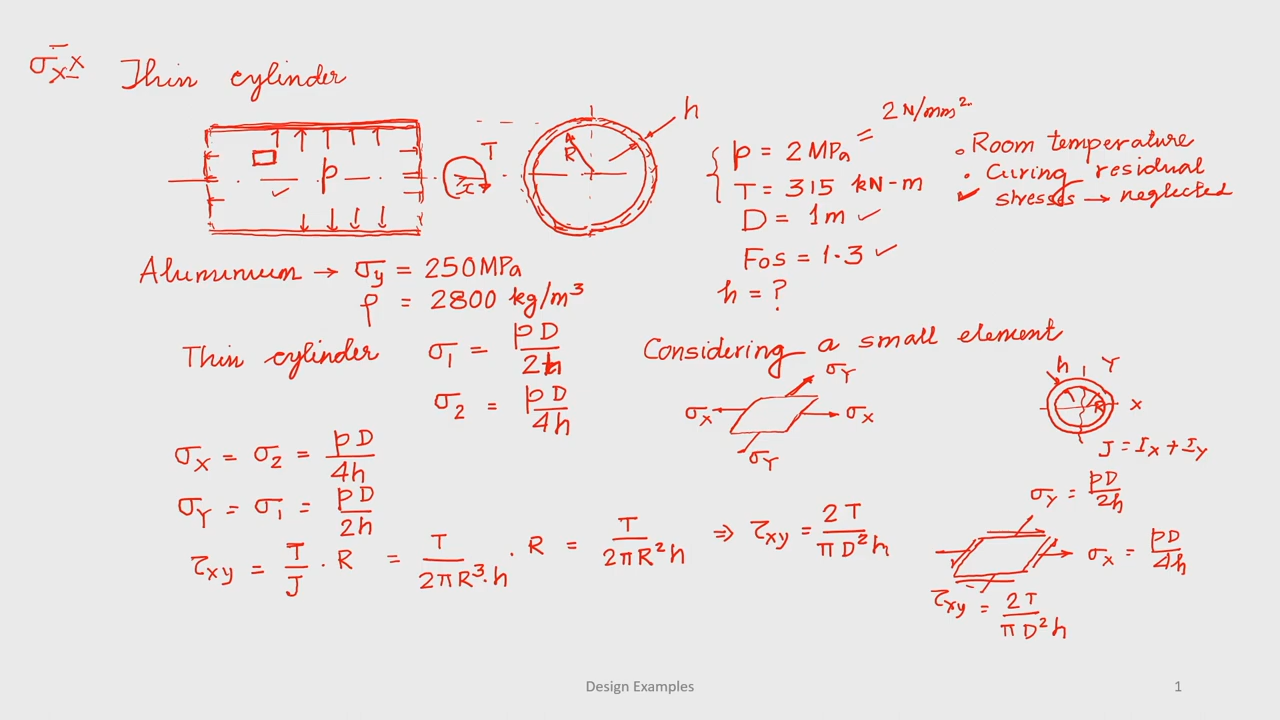 σ̄xx Thin cylinder
h
T
R
p
x
p = 2 MPa = 2 N/mm²
T = 315 kN-m
D = 1m ✓
Fos = 1.3 ✓
h = ?
• Room temperature
• Curing residual
✓ stresses → neglected
Aluminium → σy = 250 MPa
ρ = 2800 kg/m³
Thin cylinder σ1 = pD/2h
σ2 = pD/4h
Considering a small element
σY
σX σX
σY
h Y
R X
J = IX + IY
σX = σ2 = pD/4h
σY = σ1 = pD/2h
τxy = T/J · R = T/2πR³·h · R = T/2πR²h ⇒ τxy = 2T/πD²h
σY = pD/2h
σx = pD/4h
τxy = 2T/πD²h
Design Examples
1